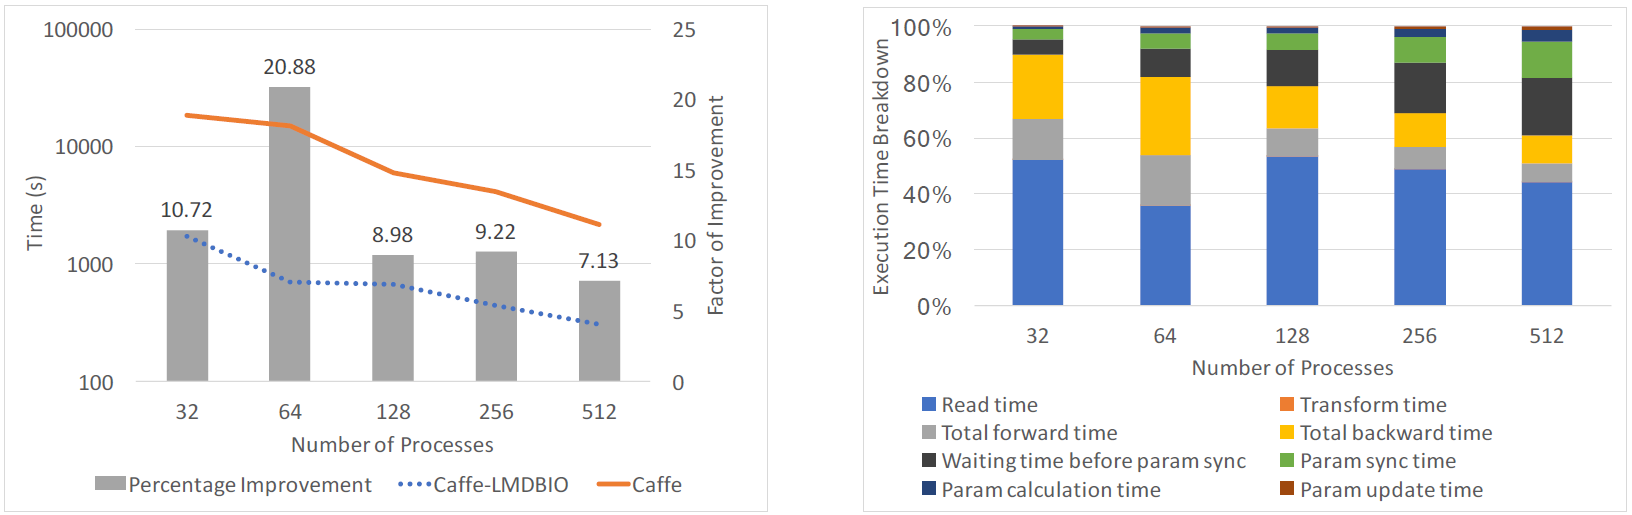 100000
10000
1000
100
Time (s)
25
20
15
10
5
0
Factor of Improvement
10.72
20.88
8.98
9.22
7.13
32 64 128 256 512
Number of Processes
Percentage Improvement Caffe-LMDBIO Caffe
100%
80%
60%
40%
20%
0%
Execution Time Breakdown
32 64 128 256 512
Number of Processes
Read time Transform time
Total forward time Total backward time
Waiting time before param sync Param sync time
Param calculation time Param update time